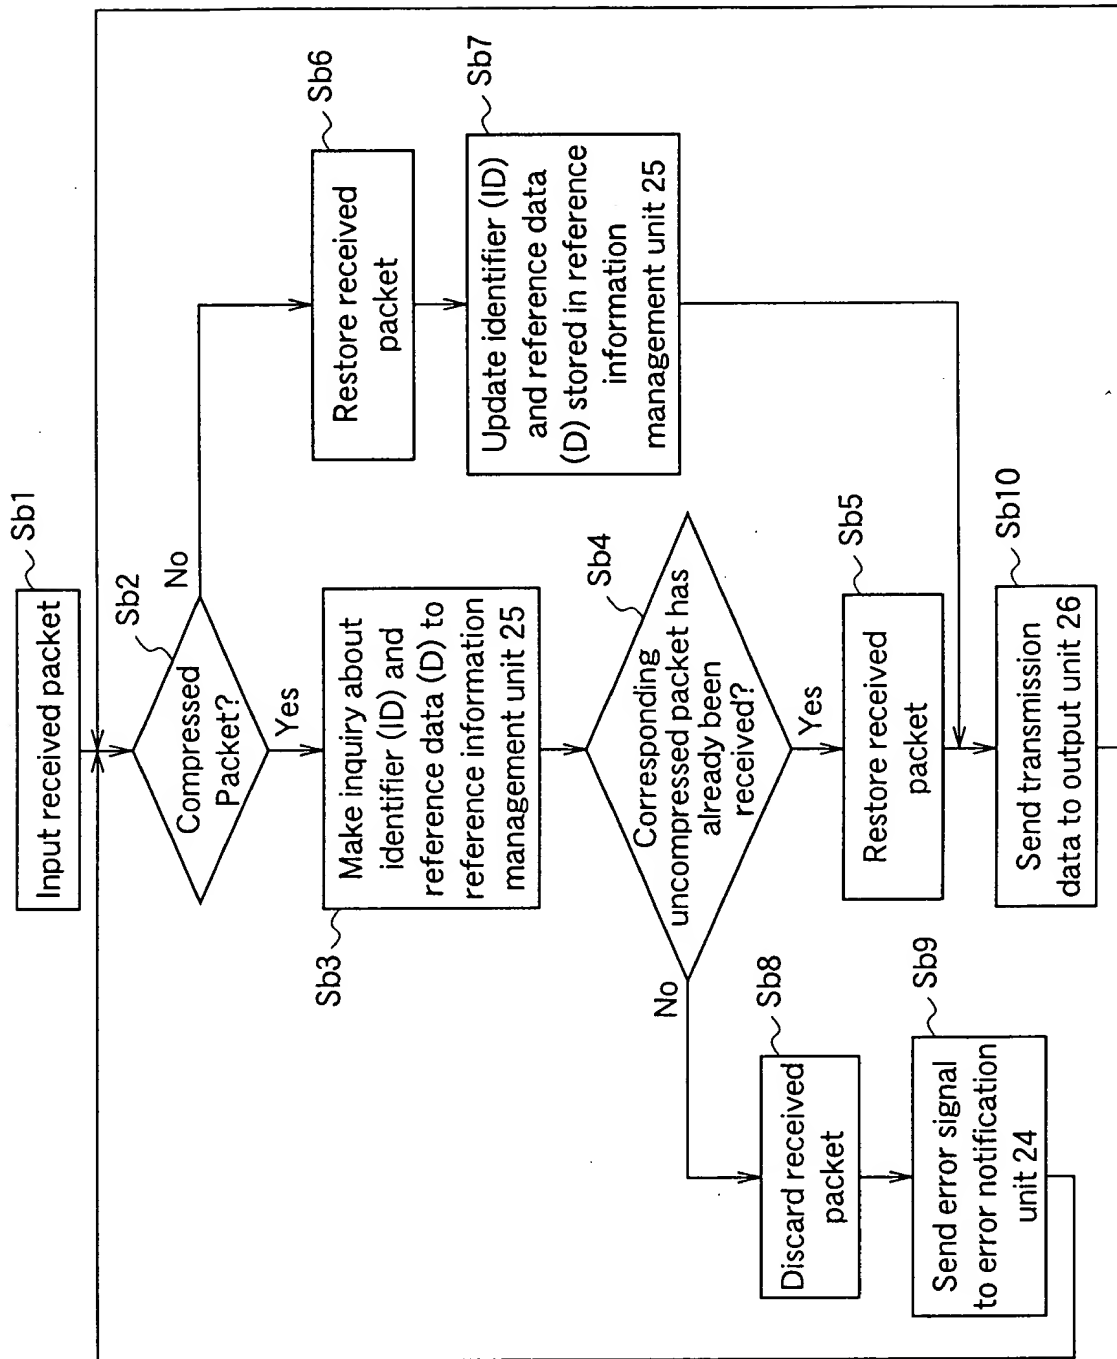 Input received packet
Sb1
Sb2
Compressed
Packet?
No
Yes
Sb6
Restore received
packet
Sb7
Update identifier (ID)
and reference data
(D) stored in reference
information
management unit 25
Sb3
Make inquiry about
identifier (ID) and
reference data (D) to
reference information
management unit 25
Sb4
Corresponding
uncompressed packet has
already been
received?
No
Yes
Sb5
Restore received
packet
Sb8
Discard received
packet
Sb9
Send error signal
to error notification
unit 24
Sb10
Send transmission
data to output unit 26